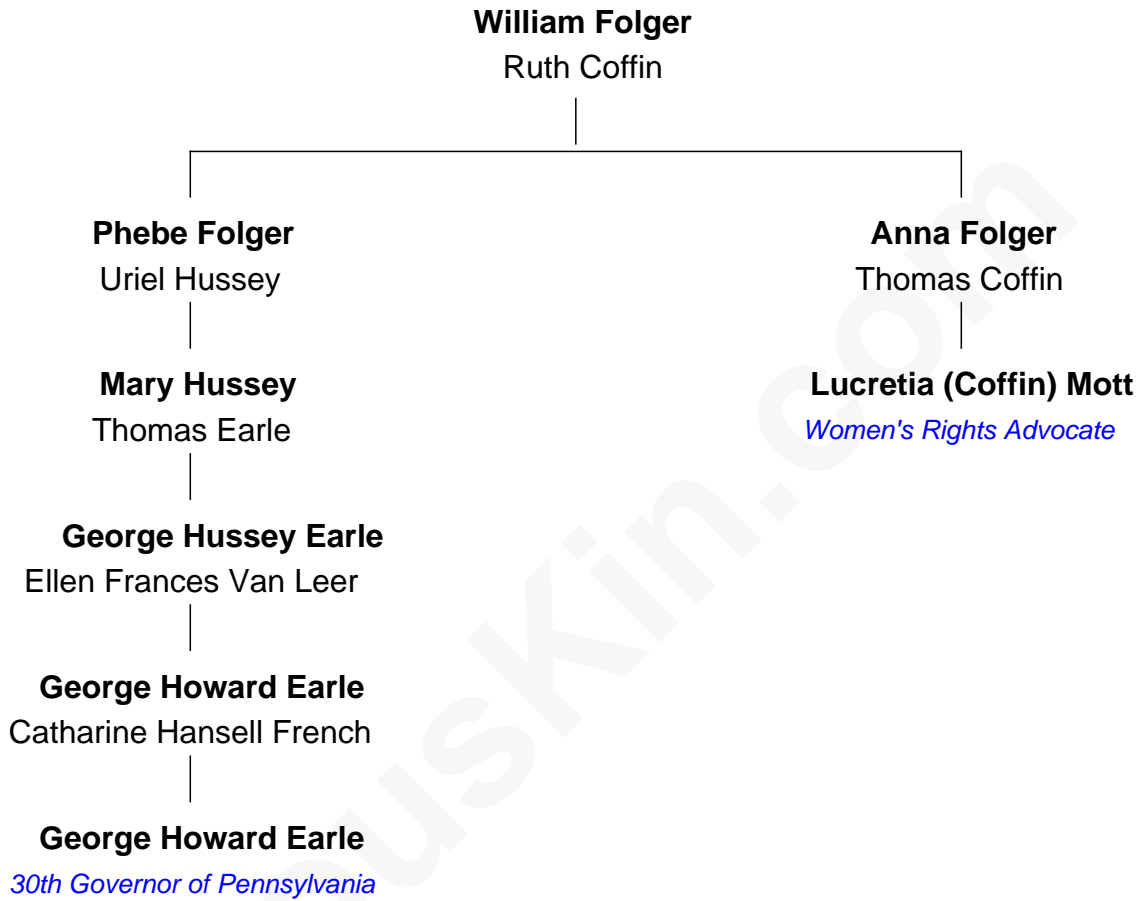 William Folger
Ruth Coffin
Phebe Folger
Uriel Hussey
Anna Folger
Thomas Coffin
Mary Hussey
Thomas Earle
Lucretia (Coffin) Mott
Women's Rights Advocate
George Hussey Earle
Ellen Frances Van Leer
George Howard Earle
Catharine Hansell French
George Howard Earle
30th Governor of Pennsylvania
ousKin.com